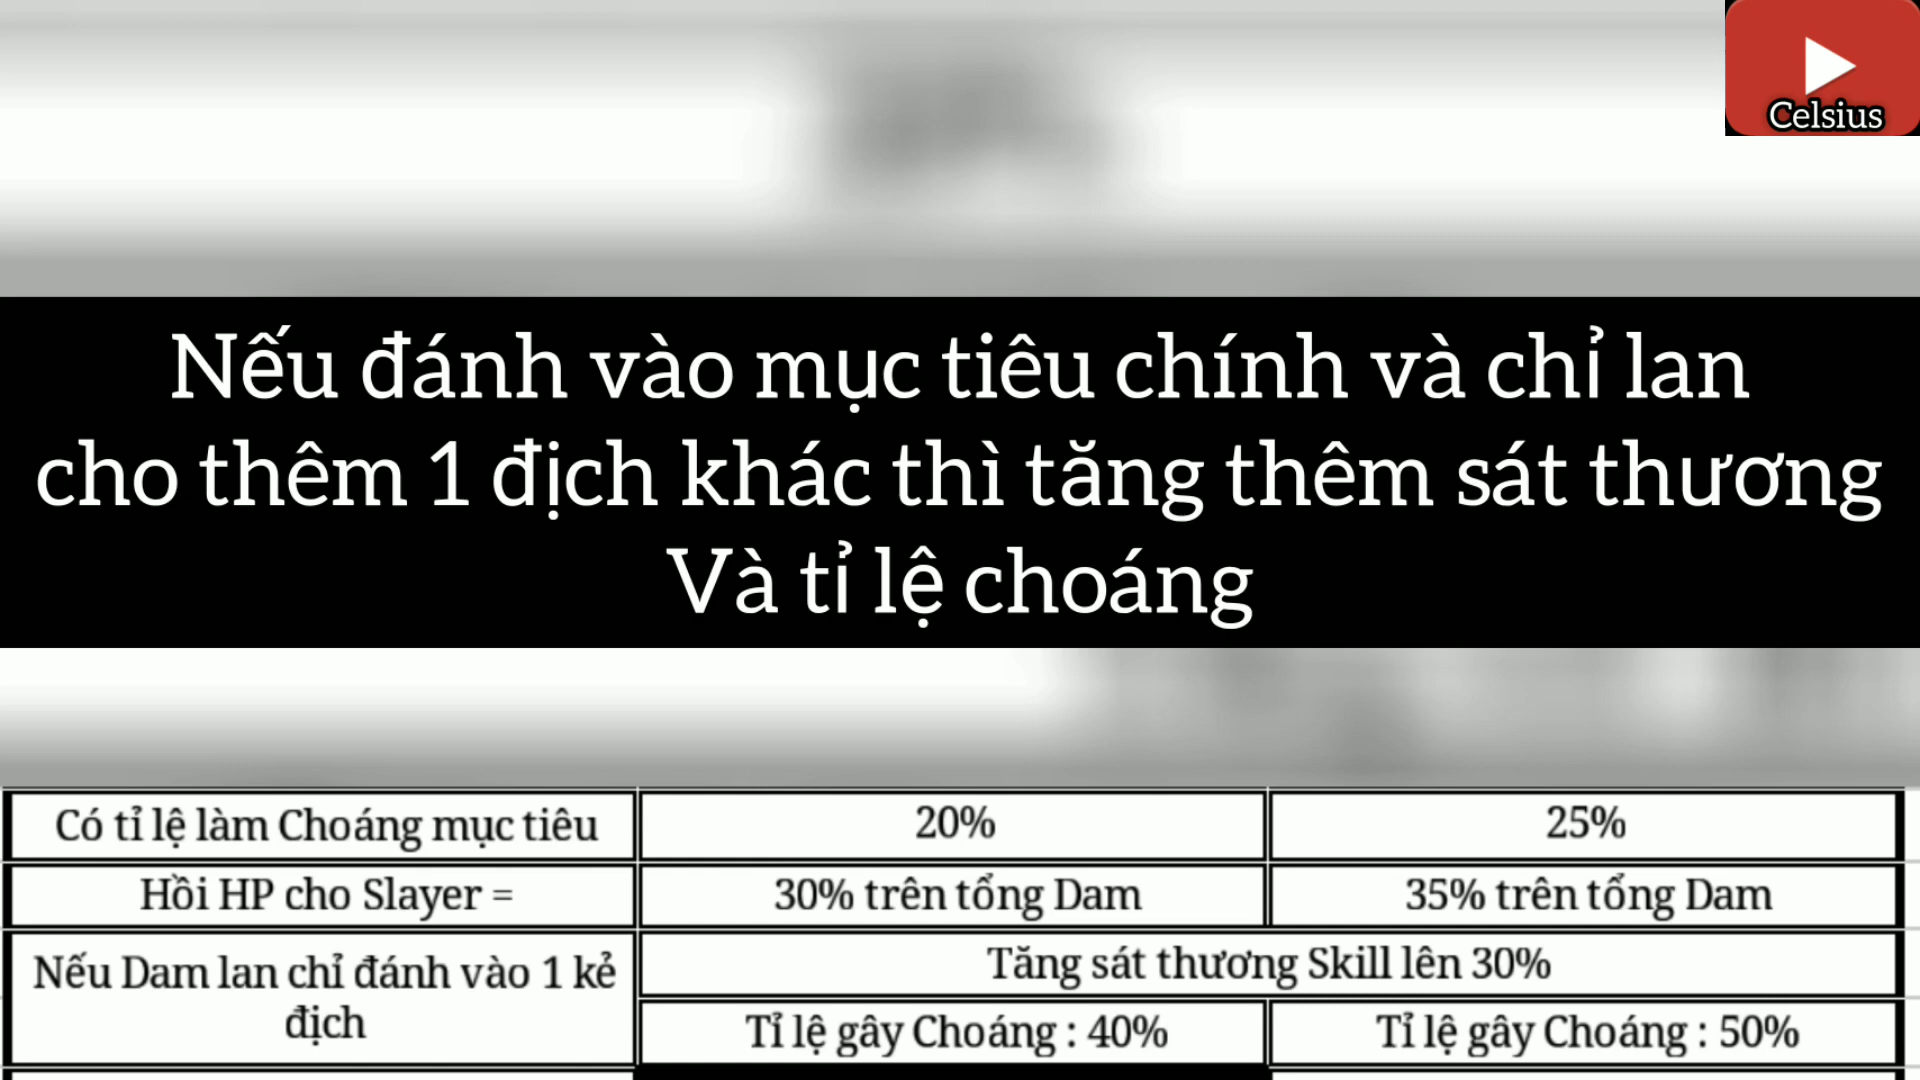 Celsius
Nếu đánh vào mục tiêu chính và chỉ lan
cho thêm 1 địch khác thì tăng thêm sát thương
Và tỉ lệ choáng
Có tỉ lệ làm Choáng mục tiêu
20%
25%
Hồi HP cho Slayer =
30% trên tổng Dam
35% trên tổng Dam
Nếu Dam lan chỉ đánh vào 1 kẻ
địch
Tăng sát thương Skill lên 30%
Tỉ lệ gây Choáng : 40%
Tỉ lệ gây Choáng : 50%